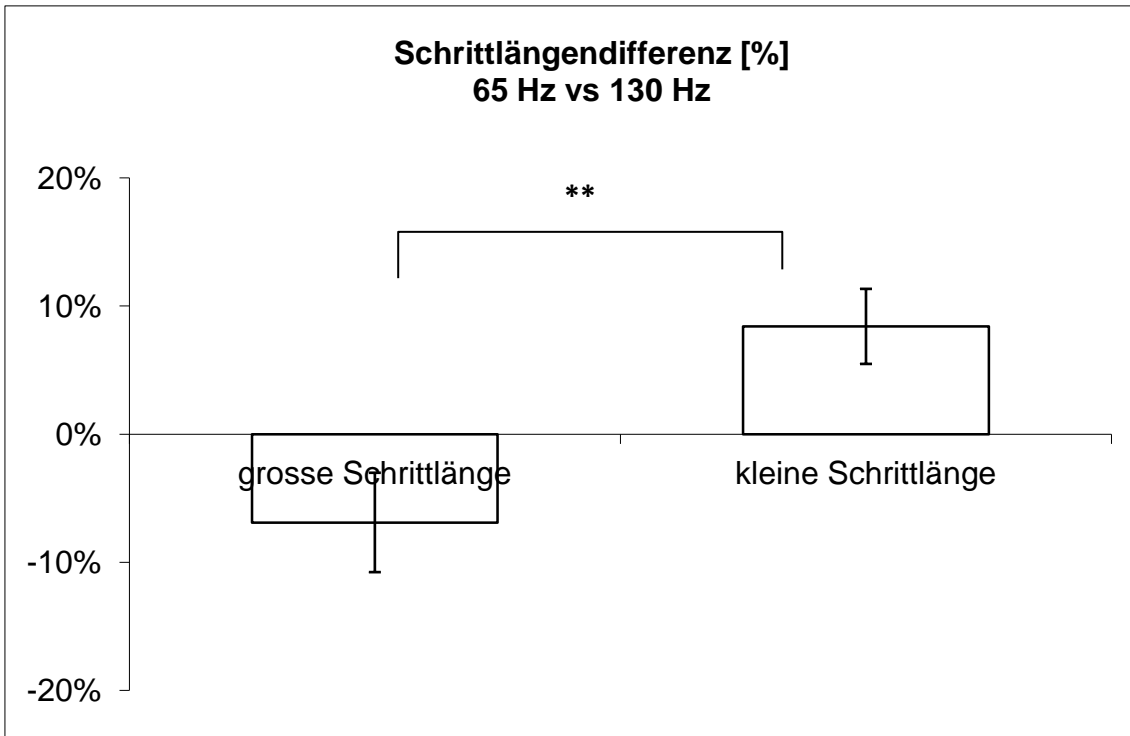 Schrittlängendifferenz [%]
65 Hz vs 130 Hz
20%
**
10%
0%
grosse Schrittlänge
kleine Schrittlänge
-10%
-20%